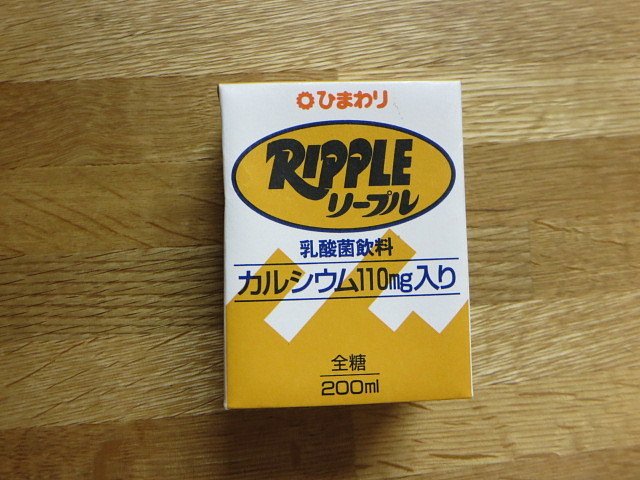 ひまわり
RIPPLE
リープル
乳酸菌飲料
カルシウム110mg入り
全糖
200ml